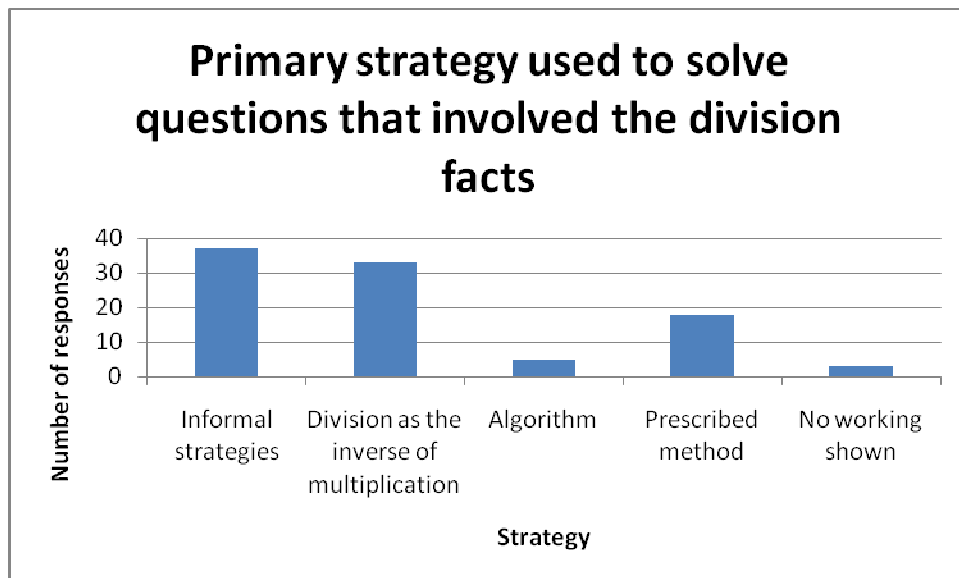 Primary strategy used to solve
questions that involved the division
facts
Number of responses
40
30
20
10
0
Informal
strategies
Division as the
inverse of
multiplication
Algorithm
Prescribed
method
No working
shown
Strategy